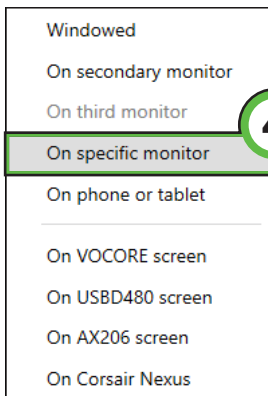 Windowed
On secondary monitor
On third monitor
On specific monitor
On phone or tablet
On VOCORE screen
On USBD480 screen
On AX206 screen
On Corsair Nexus